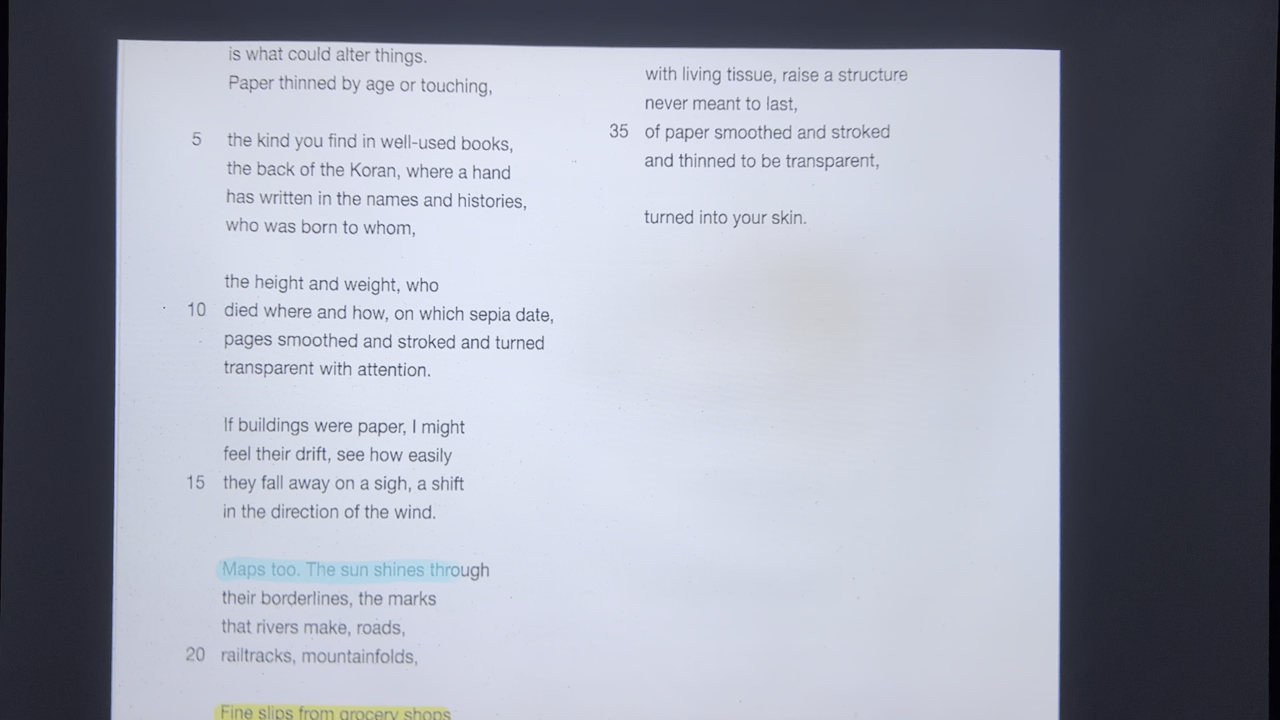 is what could alter things.
Paper thinned by age or touching,
5 the kind you find in well-used books,
the back of the Koran, where a hand
has written in the names and histories,
who was born to whom,
the height and weight, who
10 died where and how, on which sepia date,
pages smoothed and stroked and turned
transparent with attention.
If buildings were paper, I might
feel their drift, see how easily
15 they fall away on a sigh, a shift
in the direction of the wind.
Maps too. The sun shines through
their borderlines, the marks
that rivers make, roads,
20 railtracks, mountainfolds,
Fine slips from grocery shops
with living tissue, raise a structure
never meant to last,
35 of paper smoothed and stroked
and thinned to be transparent,
turned into your skin.